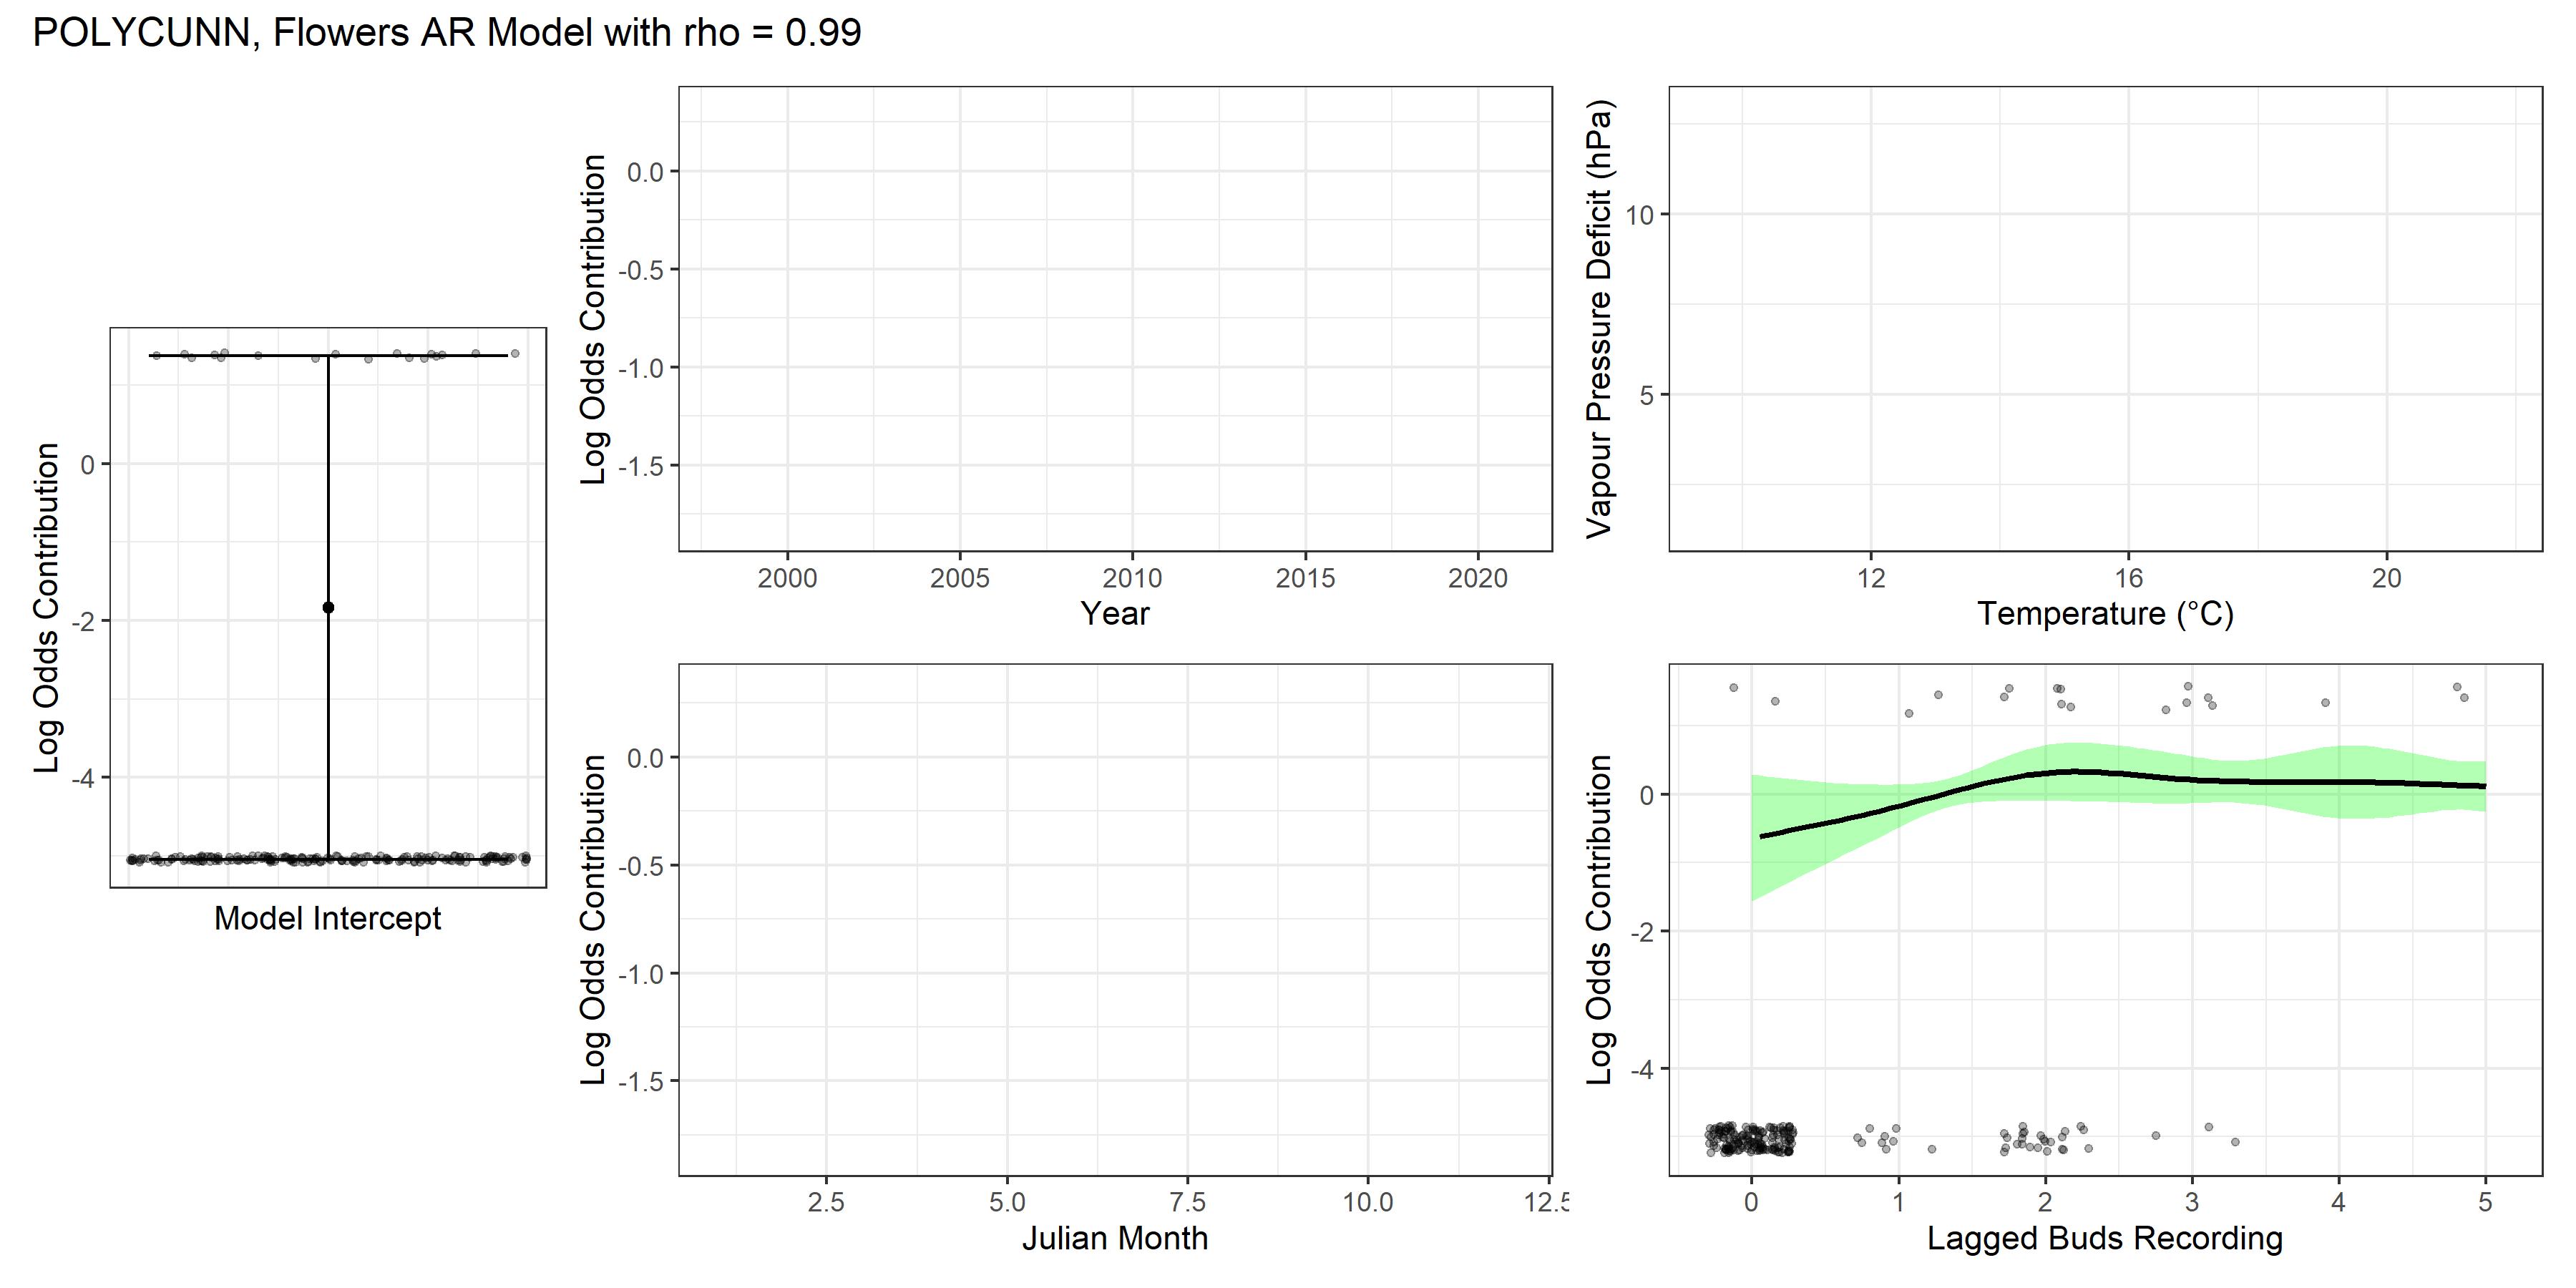 POLYCUNN, Flowers AR Model with rho = 0.99
Log Odds Contribution
0
-2
-4
Model Intercept
Log Odds Contribution
0.0
-0.5
-1.0
-1.5
2000 2005 2010 2015 2020
Year
Vapour Pressure Deficit (hPa)
10
5
12 16 20
Temperature (°C)
Log Odds Contribution
0.0
-0.5
-1.0
-1.5
2.5 5.0 7.5 10.0 12.5
Julian Month
Log Odds Contribution
0
-2
-4
0 1 2 3 4 5
Lagged Buds Recording